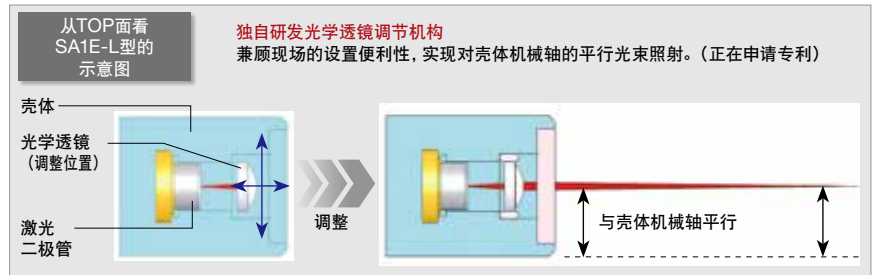 从TOP面看
SA1E-L型的
示意图
独自研发光学透镜调节机构
兼顾现场的设置便利性，实现对壳体机械轴的平行光束照射。（正在申请专利）
壳体
光学透镜
（调整位置）
激光
二极管
调整
与壳体机械轴平行